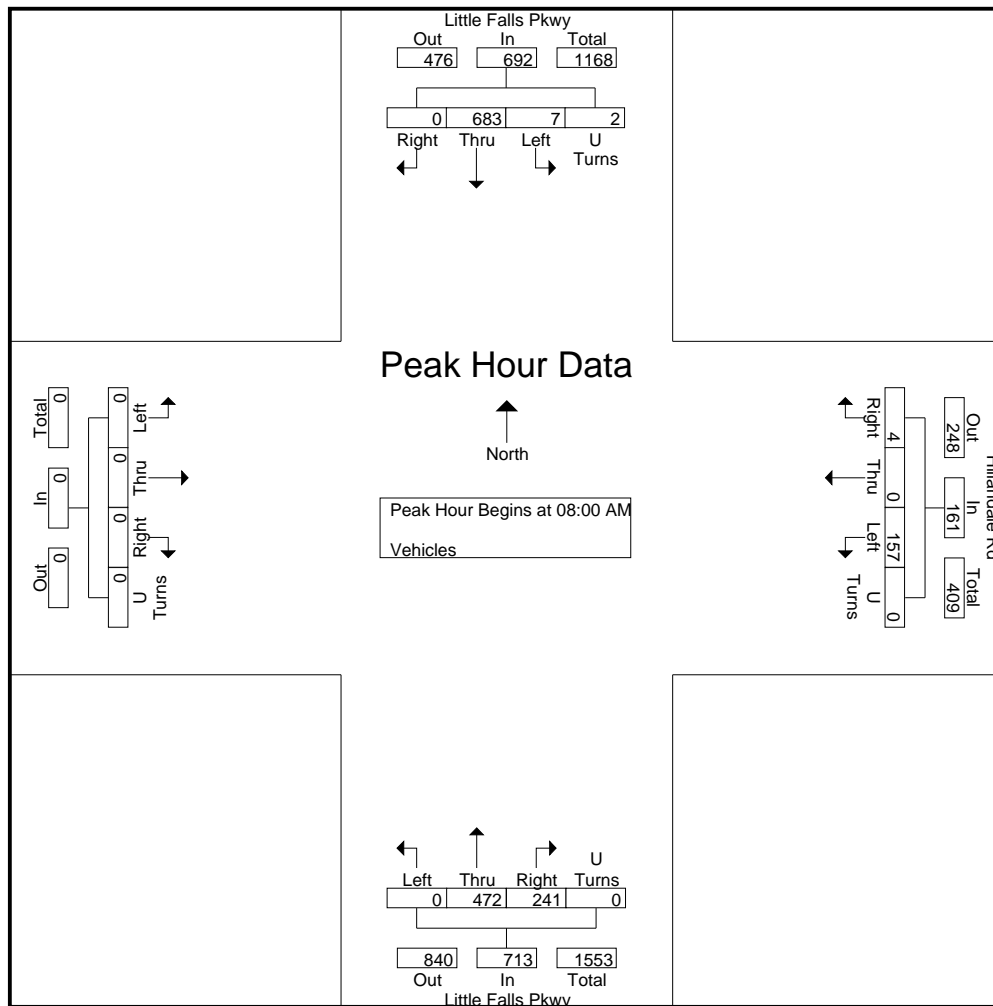 Little Falls Pkwy
Out In Total
476 692 1168
0 683 7 2
Right Thru Left U
Turns
Peak Hour Data
North
Peak Hour Begins at 08:00 AM
Vehicles
Total In Out
0 0 0
0 0 0 0
Left Thru Right U
Turns
Right Thru Left U
Turns
4 0 157 0
Out In Total
248 161 409
Rd
U
Left Thru Right Turns
0 472 241 0
840 713 1553
Out In Total
Little Falls Pkwy